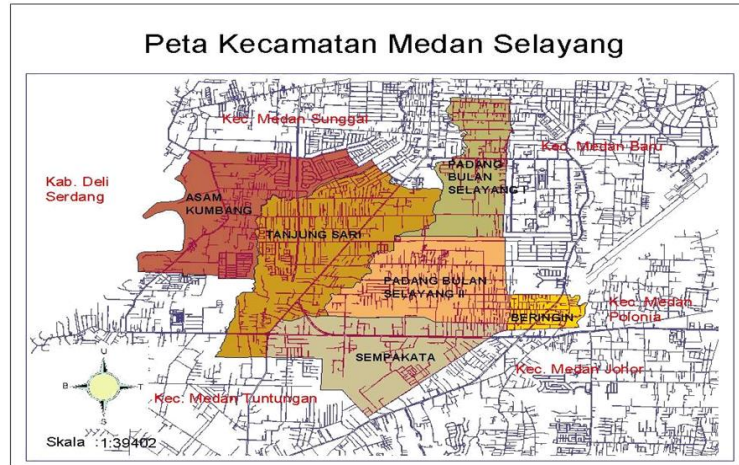 Peta Kecamatan Medan Selayang
Kec. Medan Sunggal
Kec. Medan Baru
Kab. Deli
Serdang
PADANG
BULAN
SELAYANG I
ASAM
KUMBANG
TANJUNG SARI
PADANG BULAN
SELAYANG II
BERINGIN
Kec. Medan
Polonia
SEMPAKATA
Kec. Medan Johor
Kec. Medan Tuntungan
U
B
T
S
Skala :1:39402